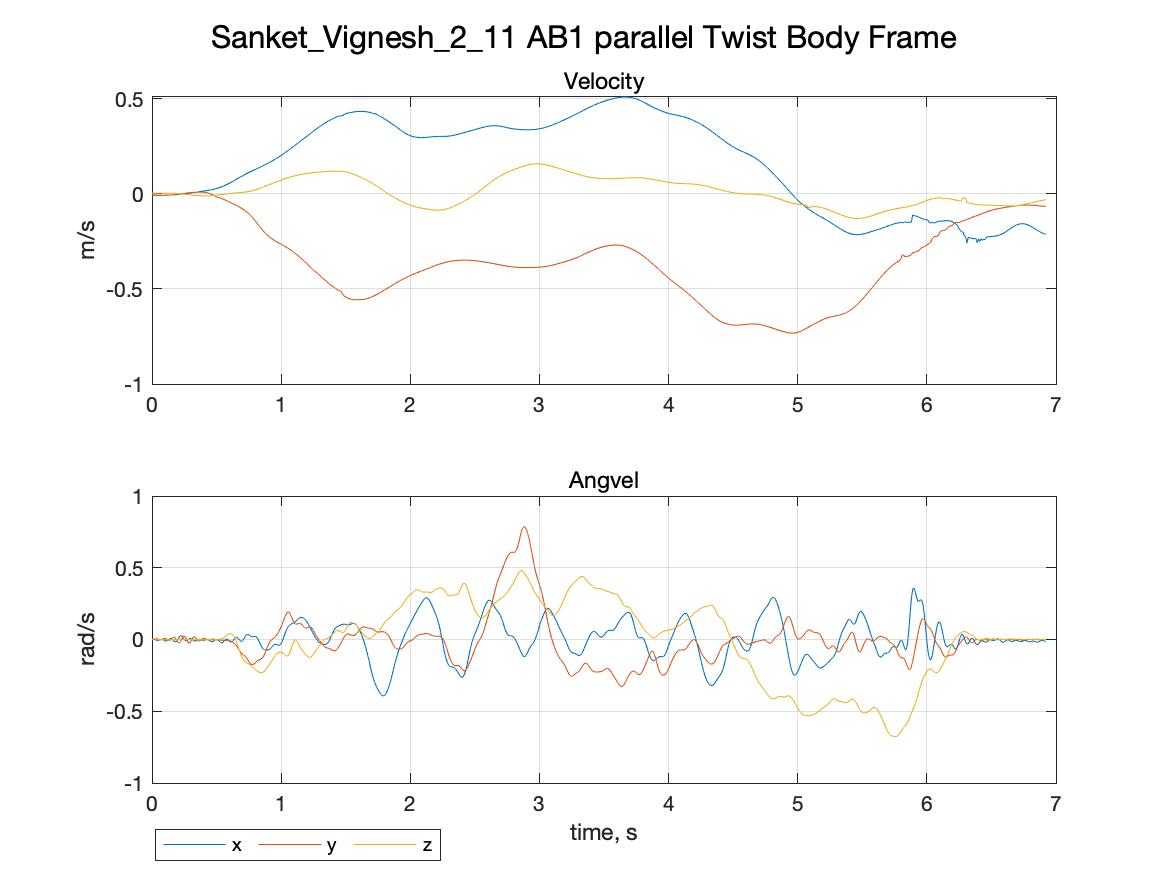 Sanket_Vignesh_2_11 AB1 parallel Twist Body Frame
Velocity
0.5
0
-0.5
-1
m/s
0 1 2 3 4 5 6 7
Angvel
1
0.5
0
-0.5
-1
rad/s
0 1 2 3 4 5 6 7
time, s
x y z